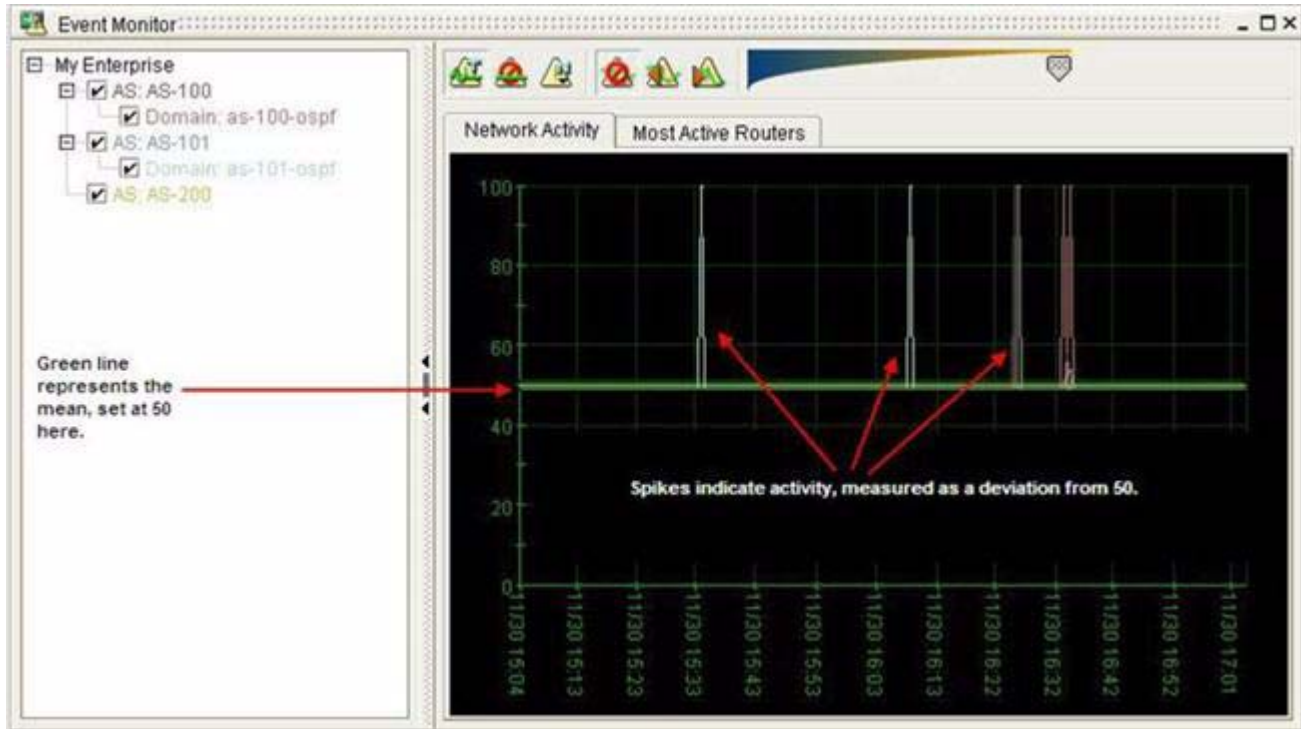 Event Monitor
My Enterprise
AS: AS-100
Domain: as-100-ospf
AS: AS-101
Domain: as-101-ospf
AS: AS-200
Green line
represents the
mean, set at 50
here.
Network Activity
Most Active Routers
100
80
60
40
20
0
Spikes indicate activity, measured as a deviation from 50.
11/30 15:04
11/30 15:13
11/30 15:23
11/30 15:33
11/30 15:43
11/30 15:53
11/30 16:03
11/30 16:13
11/30 16:22
11/30 16:32
11/30 16:42
11/30 16:52
11/30 17:01